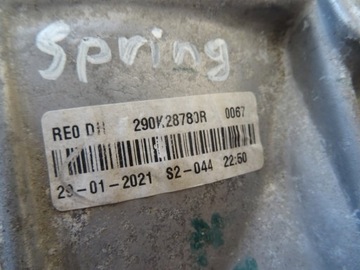 Spring
RE0 DH 290K28780R 0067
29-01-2021 S2-044 22:50